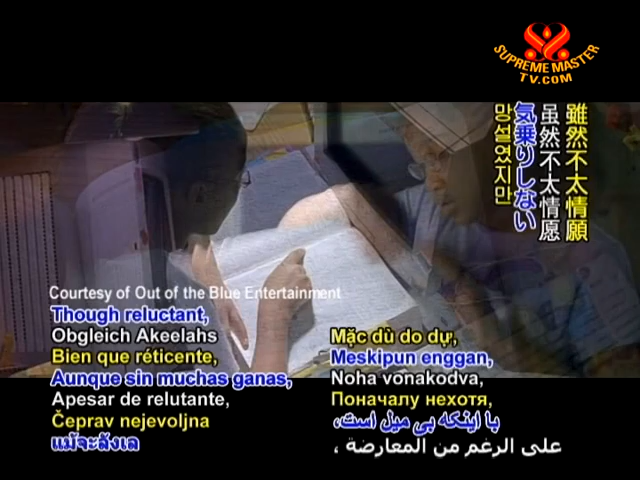 SUPREME MASTER
TV.COM
雖然不太情願
虽然不太情愿
気乗りしない
망설였지만
Courtesy of Out of the Blue Entertainment
Though reluctant,
Obgleich Akeelahs
Bien que réticente,
Aunque sin muchas ganas,
Apesar de relutante,
Čeprav nejevoljna
แม้จะลังเล
Mặc dù do dự,
Meskipun enggan,
Noha vonakodva,
Поначалу нехотя,
با اینکه بی میل است،
على الرغم من المعارضة ،